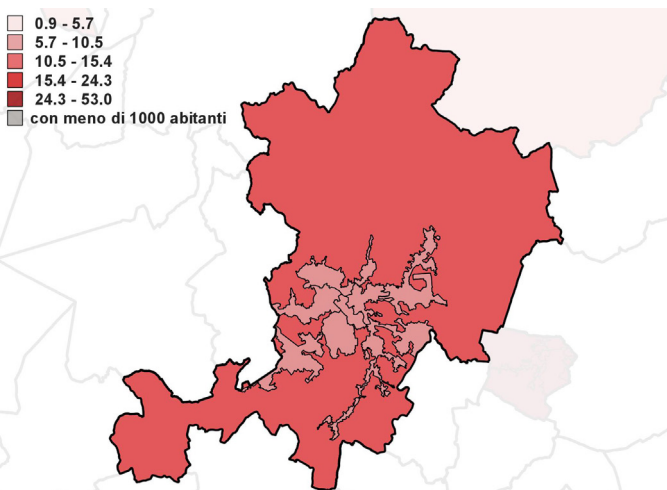 0.9 - 5.7
5.7 - 10.5
10.5 - 15.4
15.4 - 24.3
24.3 - 53.0
con meno di 1000 abitanti